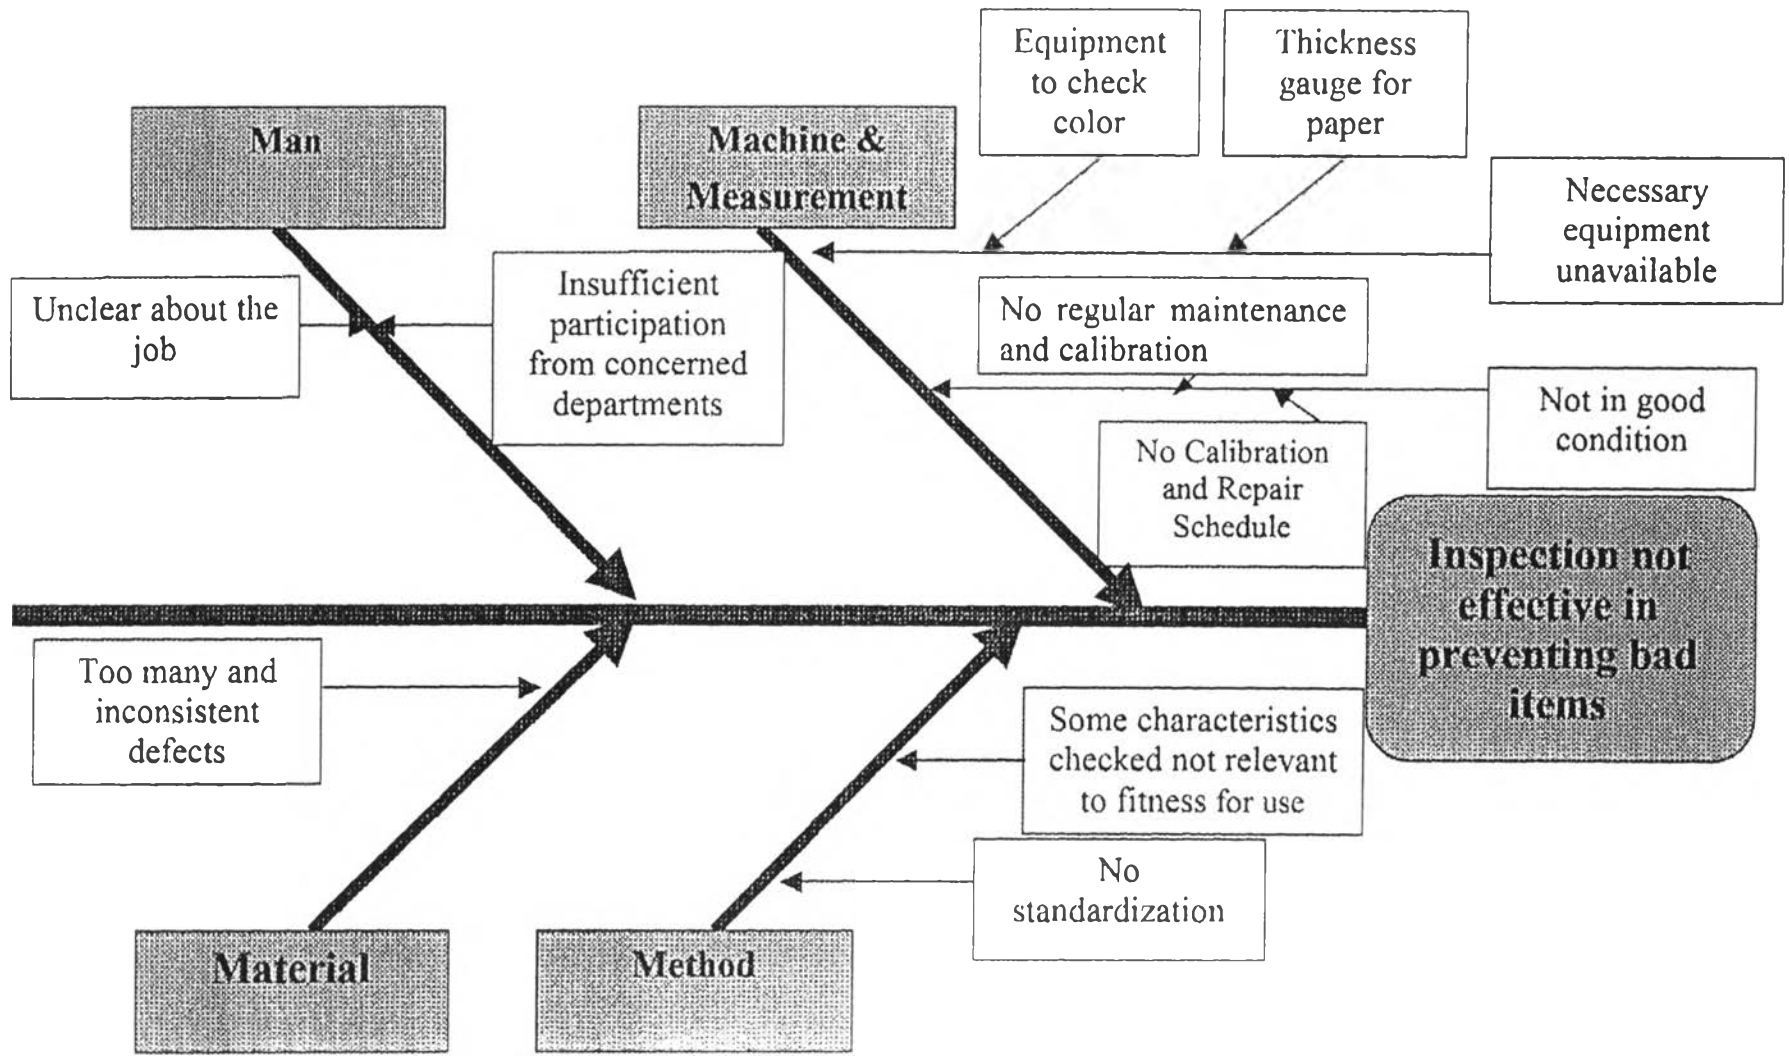 Equipment
to check
color
Thickness
gauge for
paper
Man
Machine &
Measurement
Necessary
equipment
unavailable
Unclear about the
job
Insufficient
participation
from concerned
departments
No regular maintenance
and calibration
Not in good
condition
No Calibration
and Repair
Schedule
Inspection not
effective in
preventing bad
items
Too many and
inconsistent
defects
Some characteristics
checked not relevant
to fitness for use
No
standardization
Material
Method